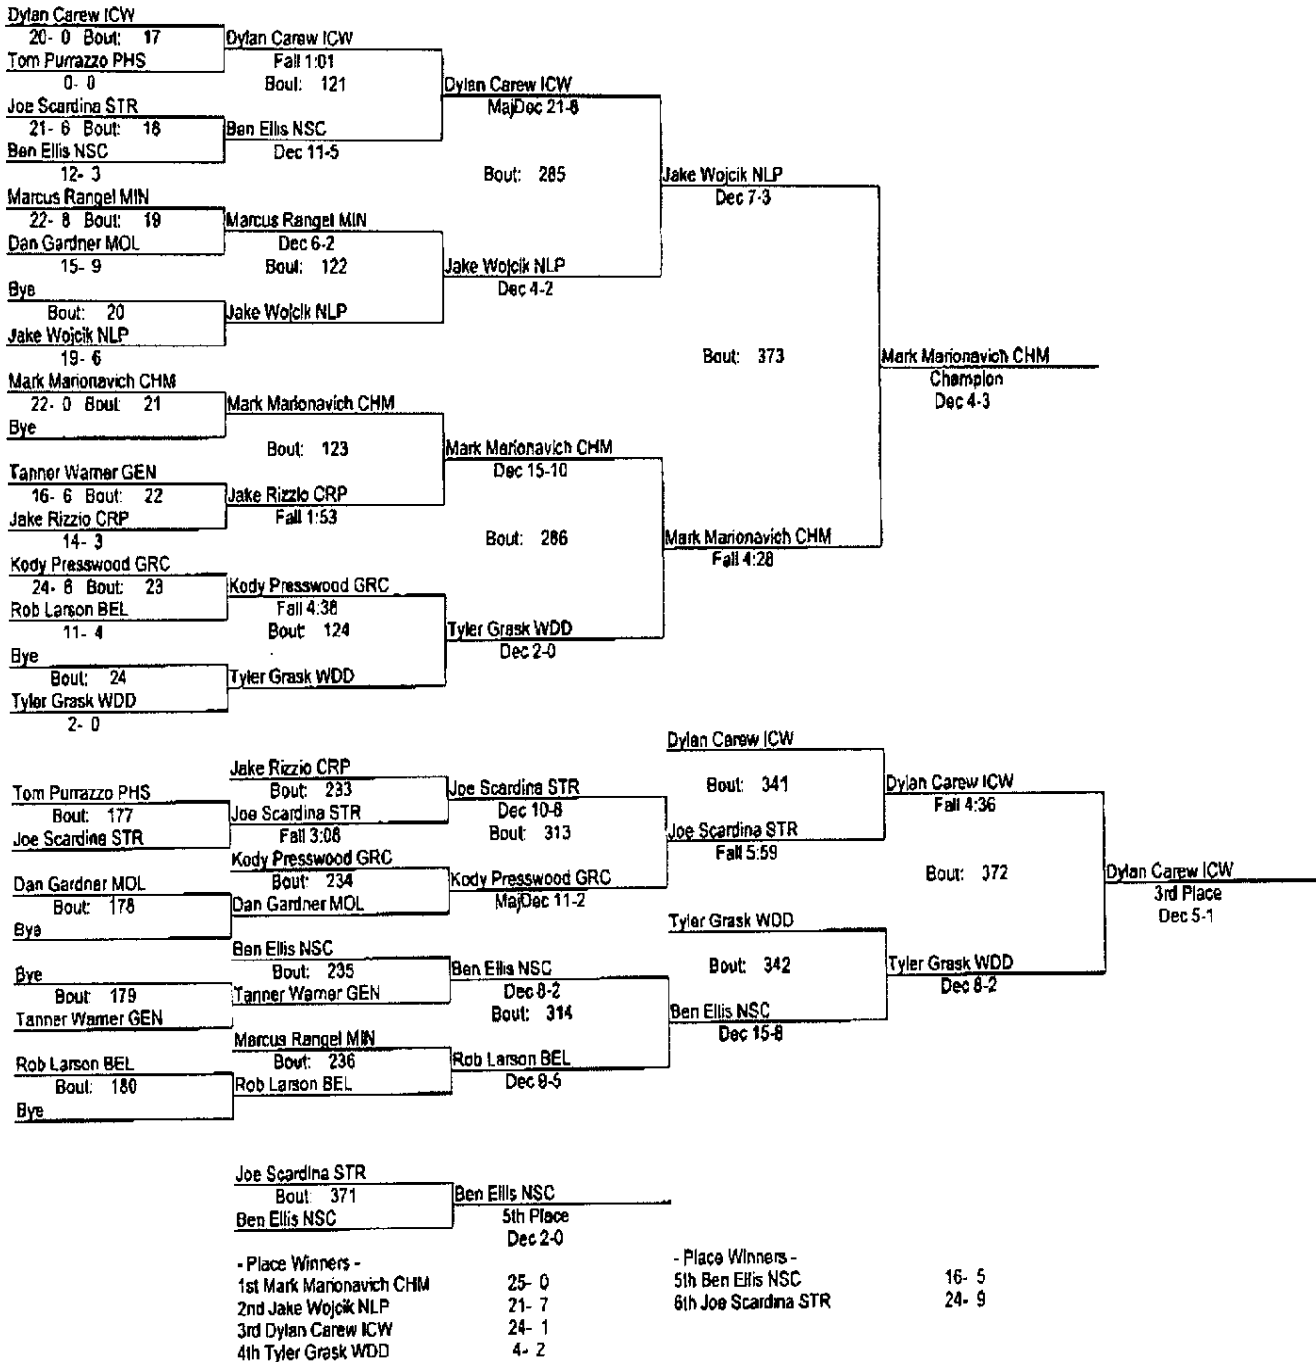 Dylan Carew ICW
20- 0 Bout: 17
Tom Purrazzo PHS
0- 0
Joe Scardina STR
21- 6 Bout: 18
Ben Ellis NSC
12- 3
Marcus Rangel MIN
22- 8 Bout: 19
Dan Gardner MOL
15- 9
Bye
Bout: 20
Jake Wojcik NLP
19- 6
Mark Marionavich CHM
22- 0 Bout: 21
Bye
Tanner Warner GEN
16- 6 Bout: 22
Jake Rizzio CRP
14- 3
Kody Presswood GRC
24- 8 Bout: 23
Rob Larson BEL
11- 4
Bye
Bout: 24
Tyler Grask WDD
2- 0
Dylan Carew ICW
Fall 1:01
Bout: 121
Ben Ellis NSC
Dec 11-5
Marcus Rangel MIN
Dec 6-2
Bout: 122
Jake Wojcik NLP
Mark Marionavich CHM
Bout: 123
Jake Rizzio CRP
Fall 1:53
Kody Presswood GRC
Fall 4:38
Bout: 124
Tyler Grask WDD
Dylan Carew ICW
MajDec 21-8
Bout: 285
Jake Wojcik NLP
Dec 4-2
Mark Marionavich CHM
Dec 15-10
Bout: 286
Tyler Grask WDD
Dec 2-0
Jake Wojcik NLP
Dec 7-3
Bout: 373
Mark Marionavich CHM
Fall 4:28
Mark Marionavich CHM
Champion
Dec 4-3
Tom Purrazzo PHS
Bout: 177
Joe Scardina STR
Dan Gardner MOL
Bout: 178
Bye
Bye
Bout: 179
Tanner Warner GEN
Rob Larson BEL
Bout: 180
Bye
Jake Rizzio CRP
Bout: 233
Joe Scardina STR
Fall 3:08
Kody Presswood GRC
Bout: 234
Dan Gardner MOL
Ben Ellis NSC
Bout: 235
Tanner Warner GEN
Marcus Rangel MIN
Bout: 236
Rob Larson BEL
Joe Scardina STR
Dec 10-8
Bout: 313
Kody Presswood GRC
MajDec 11-2
Ben Ellis NSC
Dec 8-2
Bout: 314
Rob Larson BEL
Dec 9-5
Dylan Carew ICW
Bout: 341
Joe Scardina STR
Fall 5:59
Tyler Grask WDD
Bout: 342
Ben Ellis NSC
Dec 15-8
Dylan Carew ICW
Fall 4:36
Bout: 372
Tyler Grask WDD
Dec 8-2
Dylan Carew ICW
3rd Place
Dec 5-1
Joe Scardina STR
Bout: 371
Ben Ellis NSC
Ben Ellis NSC
5th Place
Dec 2-0
- Place Winners -
1st Mark Marionavich CHM 25- 0
2nd Jake Wojcik NLP 21- 7
3rd Dylan Carew ICW 24- 1
4th Tyler Grask WDD 4- 2
- Place Winners -
5th Ben Ellis NSC 16- 5
6th Joe Scardina STR 24- 9